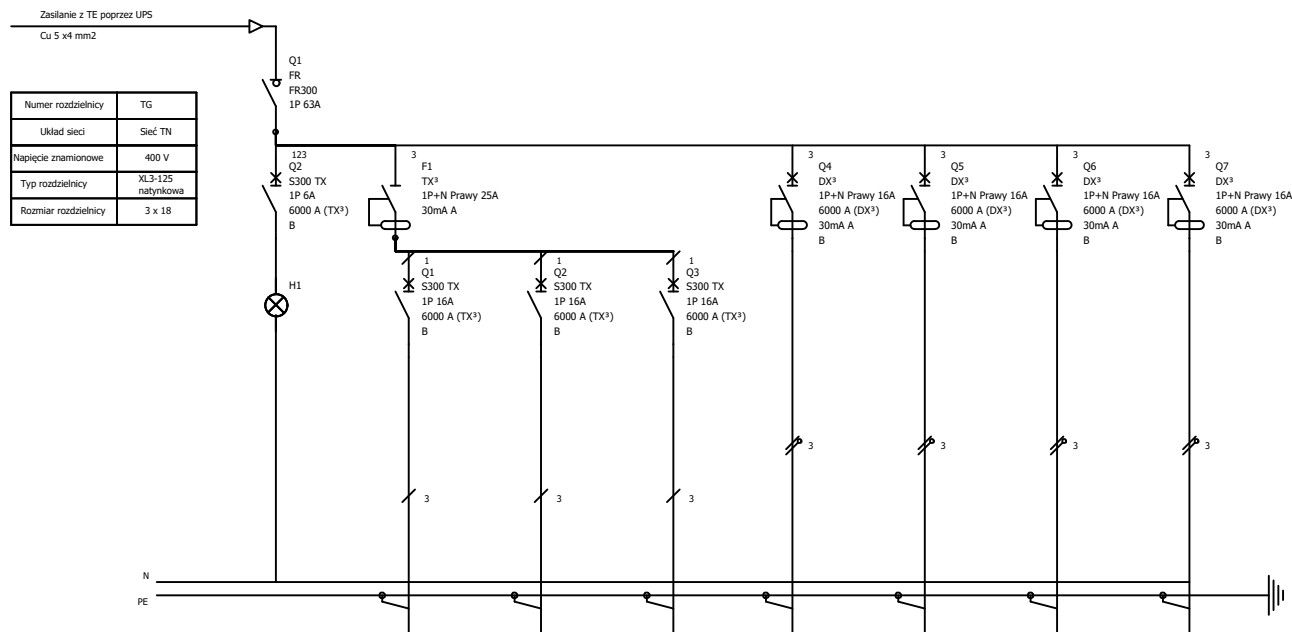 Zasilanie z TE poprzez UPS
Cu 5 x4 mm2
Q1
FR
FR300
1P 63A
Numer rozdzielnicy TG
Układ sieci Sieć TN
Napięcie znamionowe 400 V
Typ rozdzielnicy XL3-125 natynkowa
Rozmiar rozdzielnicy 3 x 18
123
Q2
S300 TX
1P 6A
6000 A (TX³)
B
H1
3
F1
TX³
1P+N Prawy 25A
30mA A
1
Q1
S300 TX
1P 16A
6000 A (TX³)
B
3
1
Q2
S300 TX
1P 16A
6000 A (TX³)
B
3
1
Q3
S300 TX
1P 16A
6000 A (TX³)
B
3
3
Q4
DX³
1P+N Prawy 16A
6000 A (DX³)
30mA A
B
3
3
Q5
DX³
1P+N Prawy 16A
6000 A (DX³)
30mA A
B
3
3
Q6
DX³
1P+N Prawy 16A
6000 A (DX³)
30mA A
B
3
3
Q7
DX³
1P+N Prawy 16A
6000 A (DX³)
30mA A
B
3
N
PE